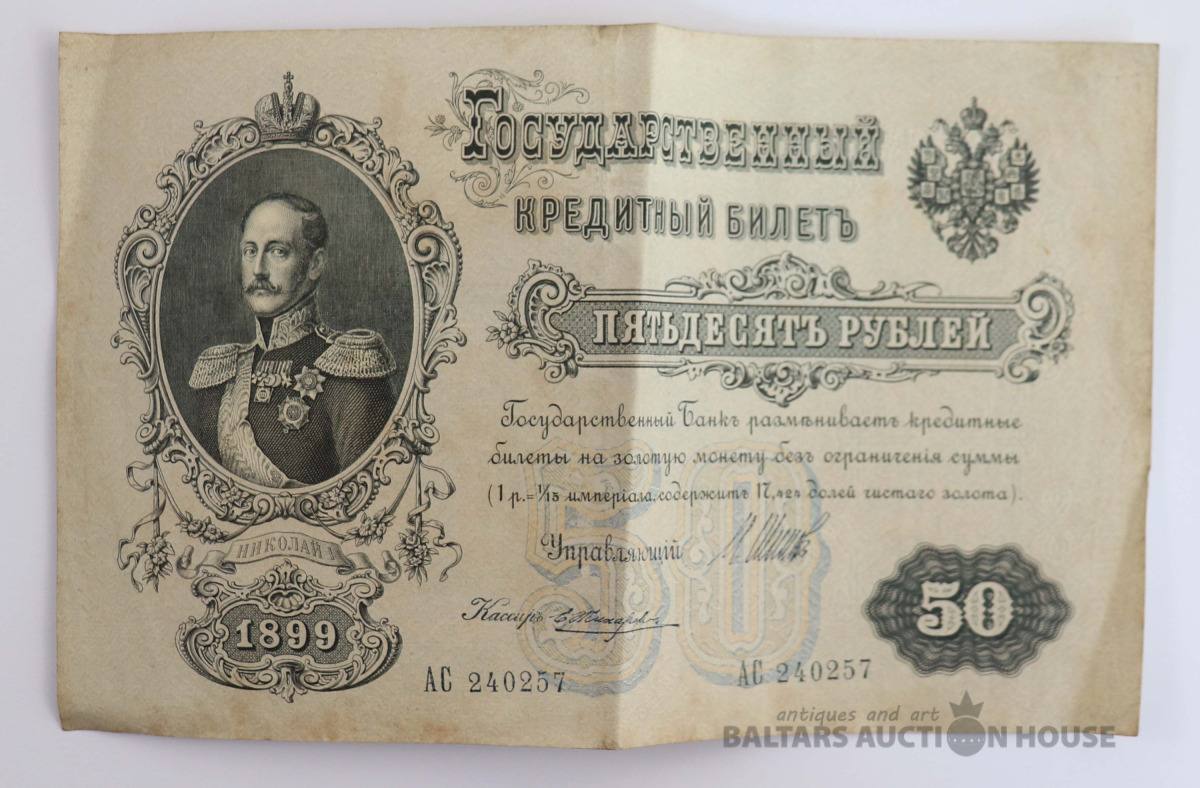 Государственный
кредитный билетъ
пятьдесятъ рублей
Государственный Банкъ размѣниваетъ кредитные
билеты на золотую монету безъ ограниченія суммы
(1 р.=1/15 имперіала, содержитъ 17,424 долей чистаго золота).
Управляющій
50
НИКОЛАЙ I
1899
Кассиръ
50
АС 240257
АС 240257
antiques and art
BALTARS AUCTION HOUSE